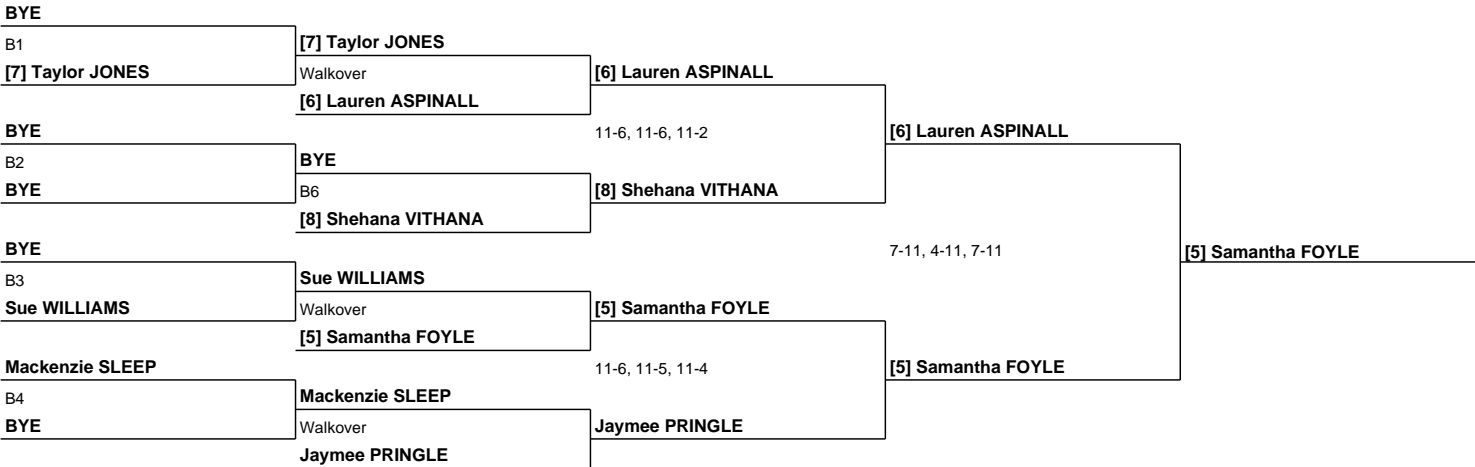 BYE
B1
[7] Taylor JONES
[7] Taylor JONES
Walkover
[6] Lauren ASPINALL
[6] Lauren ASPINALL
BYE
11-6, 11-6, 11-2
[6] Lauren ASPINALL
B2
BYE
BYE
B6
[8] Shehana VITHANA
[8] Shehana VITHANA
BYE
7-11, 4-11, 7-11
[5] Samantha FOYLE
B3
Sue WILLIAMS
Sue WILLIAMS
Walkover
[5] Samantha FOYLE
[5] Samantha FOYLE
Mackenzie SLEEP
11-6, 11-5, 11-4
[5] Samantha FOYLE
B4
Mackenzie SLEEP
BYE
Walkover
Jaymee PRINGLE
Jaymee PRINGLE